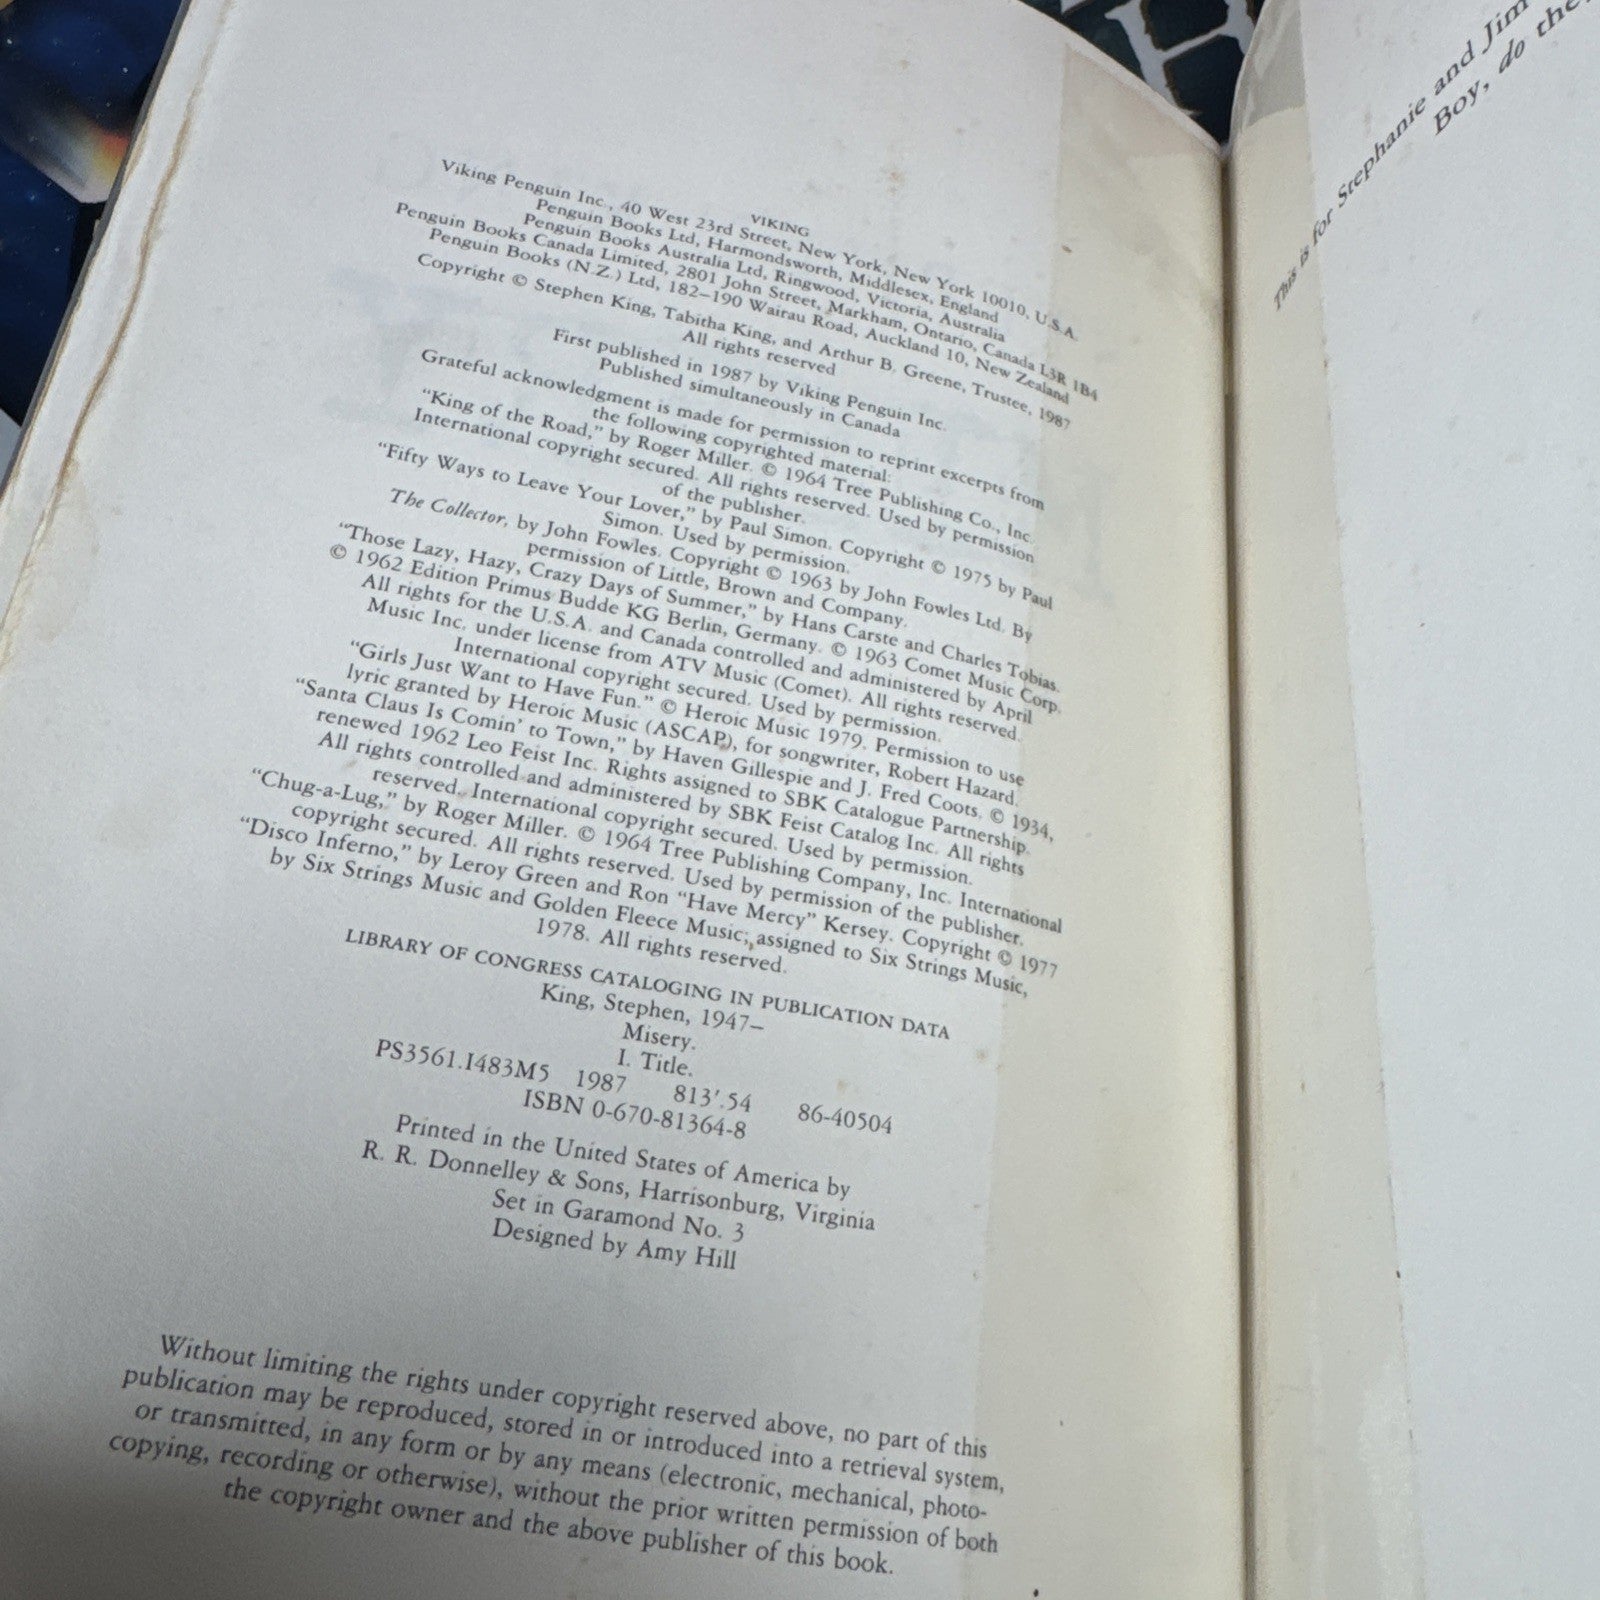 VIKING
Viking Penguin Inc., 40 West 23rd Street, New York, New York 10010, U.S.A.
Penguin Books Ltd, Harmondsworth, Middlesex, England
Penguin Books Australia Ltd, Ringwood, Victoria, Australia
Penguin Books Canada Limited, 2801 John Street, Markham, Ontario, Canada L3R 1B4
Penguin Books (N.Z.) Ltd, 182–190 Wairau Road, Auckland 10, New Zealand
Copyright © Stephen King, Tabitha King, and Arthur B. Greene, Trustee, 1987
All rights reserved
First published in 1987 by Viking Penguin Inc.
Published simultaneously in Canada
Grateful acknowledgment is made for permission to reprint excerpts from
the following copyrighted material:
“King of the Road,” by Roger Miller. © 1964 Tree Publishing Co., Inc.
International copyright secured. All rights reserved. Used by permission
of the publisher.
“Fifty Ways to Leave Your Lover,” by Paul Simon. Copyright © 1975 by Paul
Simon. Used by permission.
The Collector, by John Fowles. Copyright © 1963 by John Fowles Ltd. By
permission of Little, Brown and Company.
“Those Lazy, Hazy, Crazy Days of Summer,” by Hans Carste and Charles Tobias.
© 1962 Edition Primus Budde KG Berlin, Germany. © 1963 Comet Music Corp.
All rights for the U.S.A. and Canada controlled and administered by April
Music Inc. under license from ATV Music (Comet). All rights reserved.
International copyright secured. Used by permission.
“Girls Just Want to Have Fun.” © Heroic Music 1979. Permission to use
lyric granted by Heroic Music (ASCAP), for songwriter, Robert Hazard.
“Santa Claus Is Comin’ to Town,” by Haven Gillespie and J. Fred Coots. © 1934,
renewed 1962 Leo Feist Inc. Rights assigned to SBK Catalogue Partnership.
All rights controlled and administered by SBK Feist Catalog Inc. All rights
reserved. International copyright secured. Used by permission.
“Chug-a-Lug,” by Roger Miller. © 1964 Tree Publishing Company, Inc. International
copyright secured. All rights reserved. Used by permission of the publisher.
“Disco Inferno,” by Leroy Green and Ron “Have Mercy” Kersey. Copyright © 1977
by Six Strings Music and Golden Fleece Music; assigned to Six Strings Music,
1978. All rights reserved.
LIBRARY OF CONGRESS CATALOGING IN PUBLICATION DATA
King, Stephen, 1947–
Misery.
I. Title.
PS3561.I483M5 1987 813′.54 86-40504
ISBN 0-670-81364-8
Printed in the United States of America by
R. R. Donnelley & Sons, Harrisonburg, Virginia
Set in Garamond No. 3
Designed by Amy Hill
Without limiting the rights under copyright reserved above, no part of this
publication may be reproduced, stored in or introduced into a retrieval system,
or transmitted, in any form or by any means (electronic, mechanical, photo-
copying, recording or otherwise), without the prior written permission of both
the copyright owner and the above publisher of this book.
This is for Stephanie and Jim
Boy, do